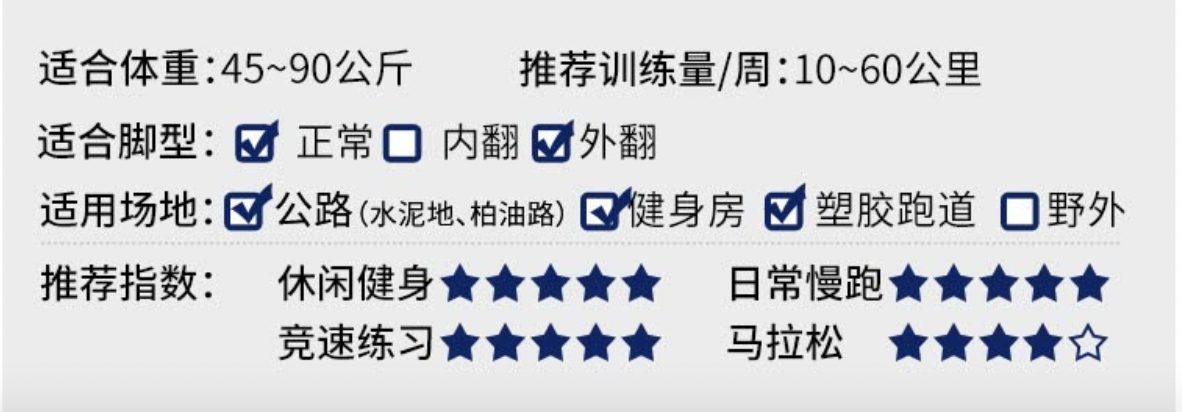 适合体重：45~90公斤 推荐训练量/周：10~60公里
适合脚型： ☑ 正常 ☐ 内翻 ☑ 外翻
适用场地： ☑ 公路（水泥地、柏油路） ☑ 健身房 ☑ 塑胶跑道 ☐ 野外
推荐指数： 休闲健身★★★★★ 日常慢跑★★★★★
竞速练习★★★★★ 马拉松 ★★★★☆